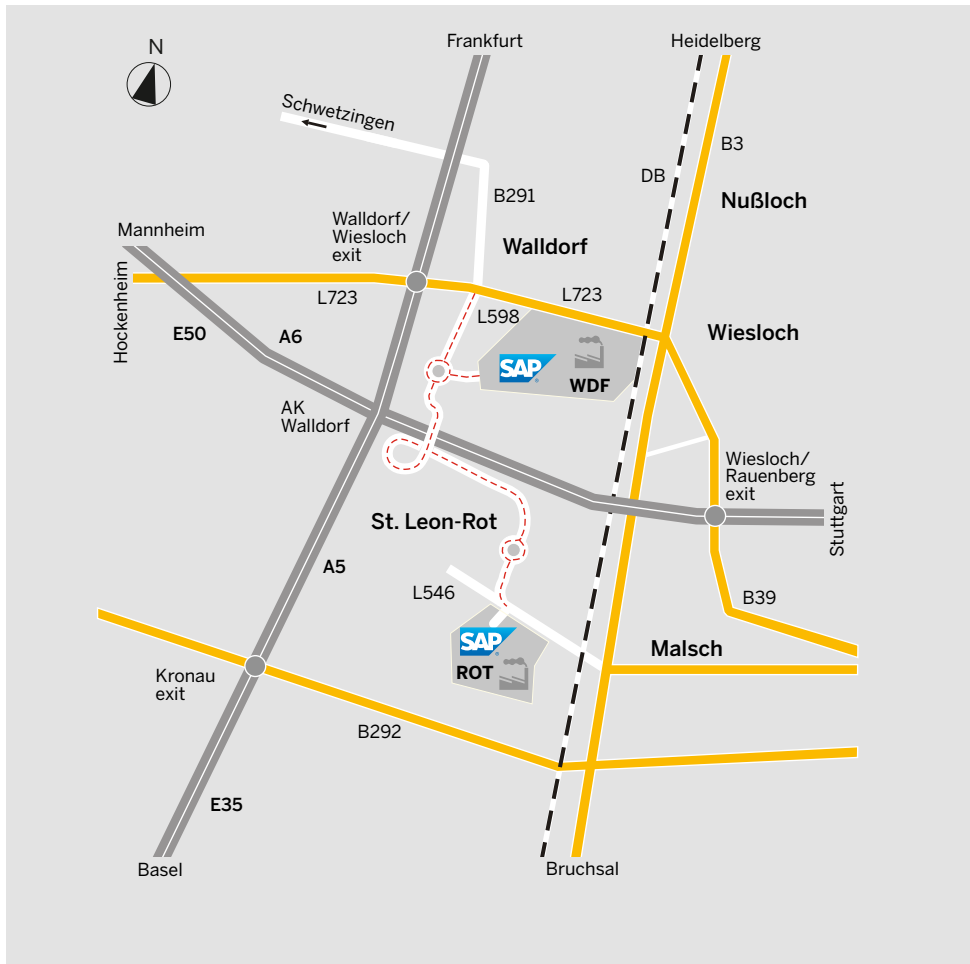 Frankfurt
Heidelberg
N
Schwetzingen
B3
DB
B291
Nußloch
Walldorf/
Wiesloch
exit
Mannheim
Walldorf
Hockenheim
L723
L723
L598
E50
A6
Wiesloch
SAP
WDF
AK
Walldorf
Wiesloch/
Rauenberg
exit
Stuttgart
St. Leon-Rot
A5
L546
B39
SAP
ROT
Malsch
Kronau
exit
B292
E35
Basel
Bruchsal